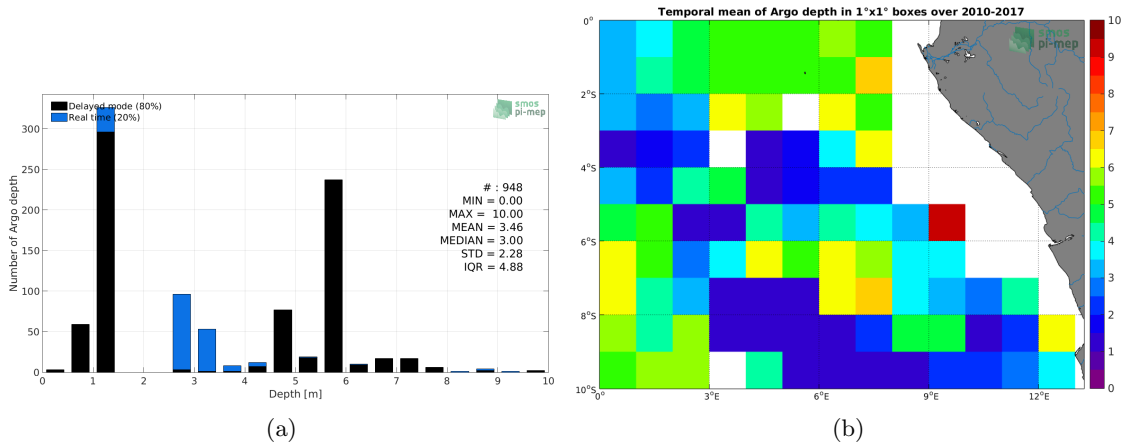 Delayed mode (80%)
Real time (20%)
smos
pi-mep
# : 948
MIN = 0.00
MAX = 10.00
MEAN = 3.46
MEDIAN = 3.00
STD = 2.28
IQR = 4.88
Number of Argo depth
300
250
200
150
100
50
0
0 1 2 3 4 5 6 7 8 9 10
Depth [m]
(a)
Temporal mean of Argo depth in 1°x1° boxes over 2010-2017
smos
pi-mep
0°
2°S
4°S
6°S
8°S
10°S
0° 3°E 6°E 9°E 12°E
10
9
8
7
6
5
4
3
2
1
0
(b)